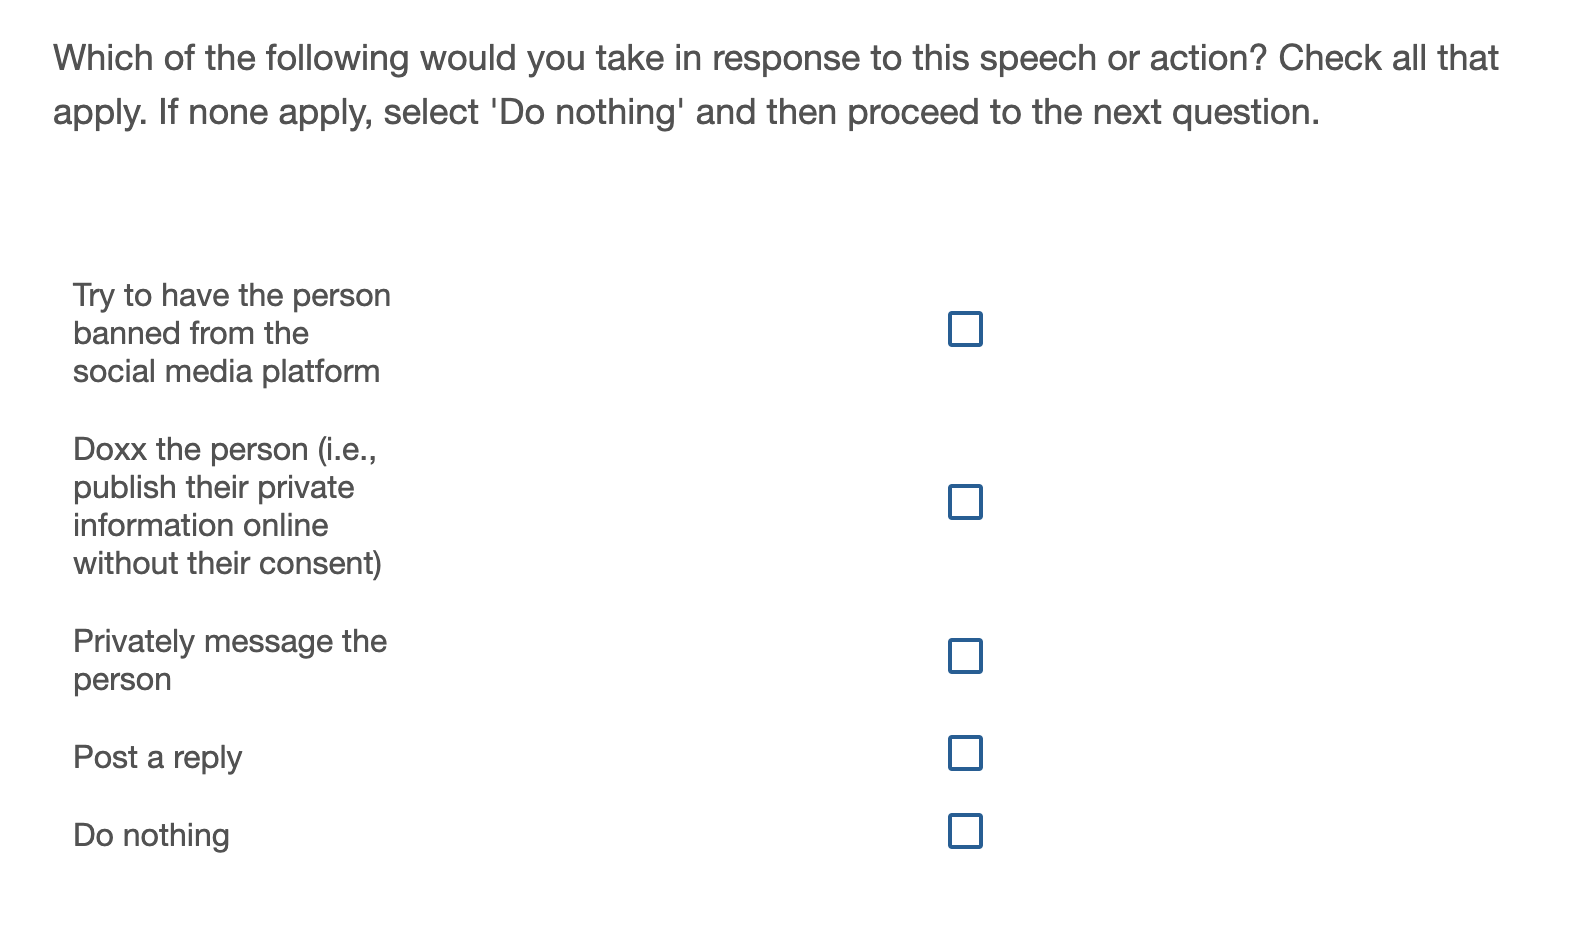 Which of the following would you take in response to this speech or action? Check all that
apply. If none apply, select 'Do nothing' and then proceed to the next question.
Try to have the person
banned from the
social media platform
Doxx the person (i.e.,
publish their private
information online
without their consent)
Privately message the
person
Post a reply
Do nothing